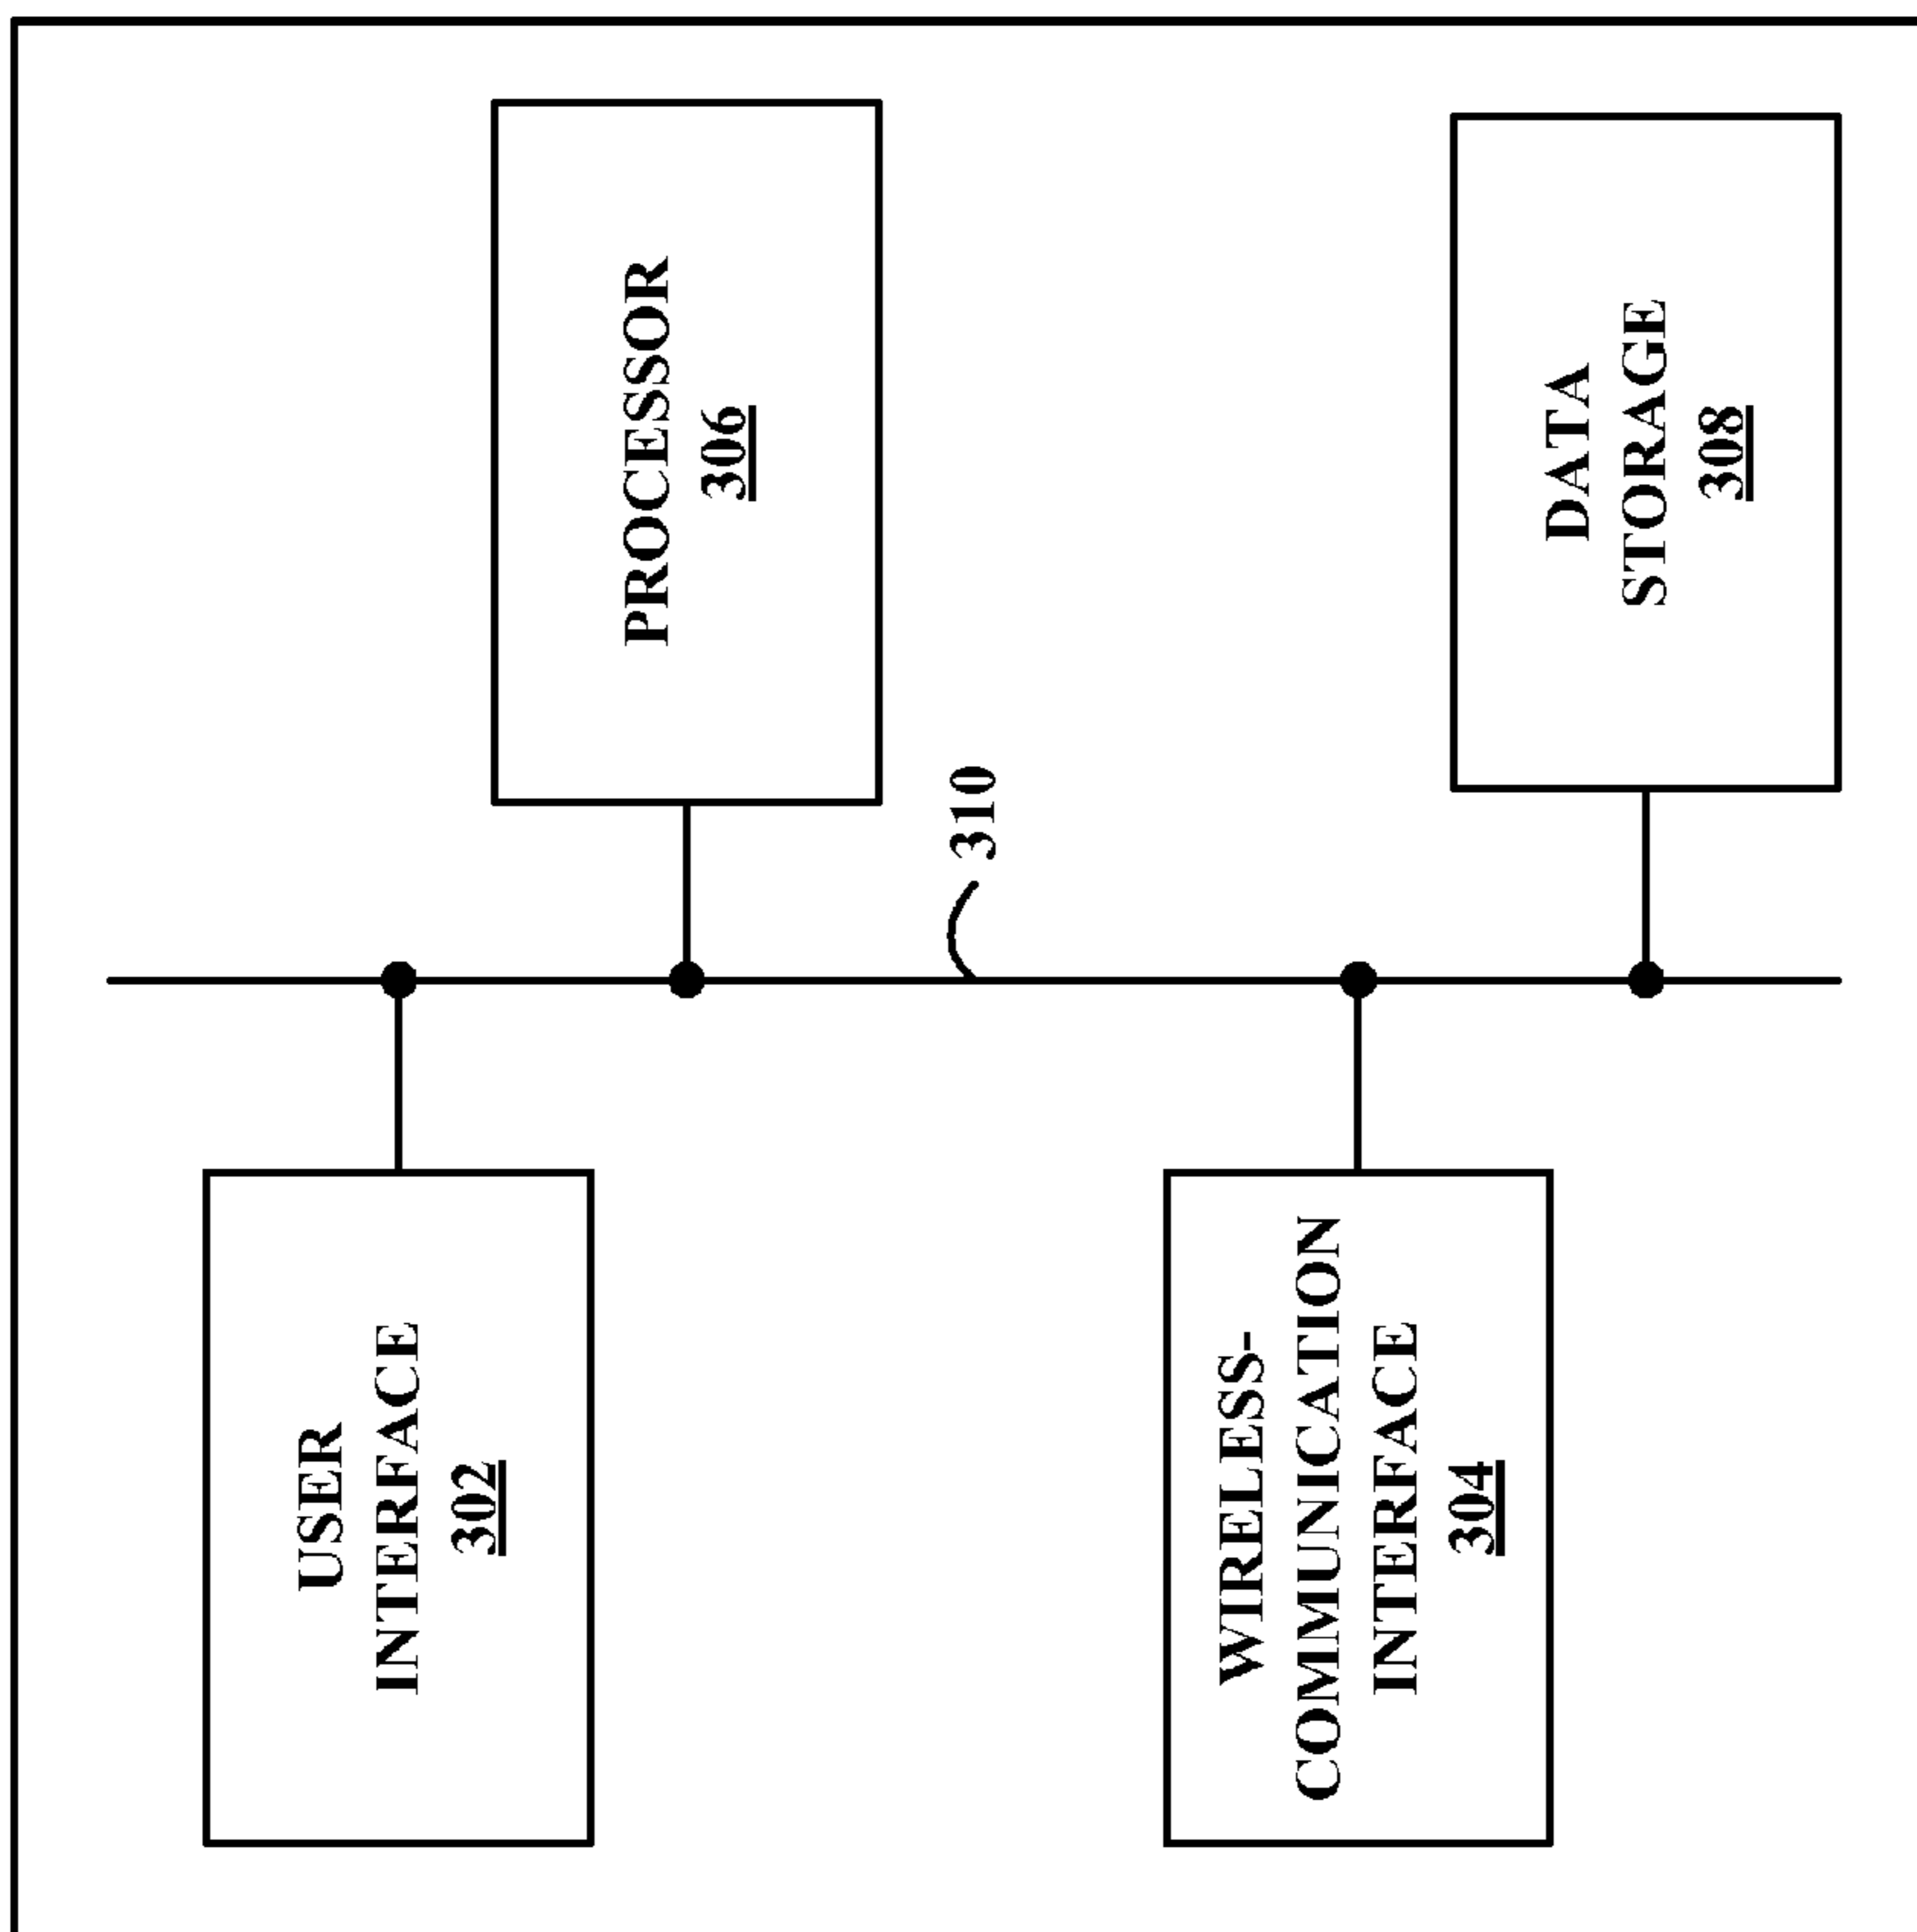 USER
INTERFACE
302
PROCESSOR
306
310
WIRELESS-
COMMUNICATION
INTERFACE
304
DATA
STORAGE
308